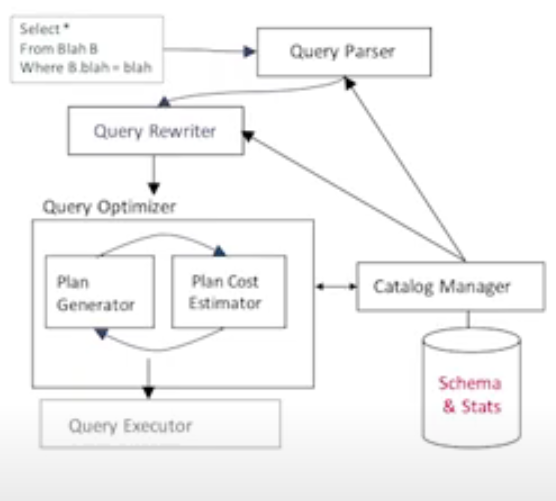 Select *
From Blah B
Where B.blah = blah
Query Parser
Query Rewriter
Query Optimizer
Plan
Generator
Plan Cost
Estimator
Catalog Manager
Schema
& Stats
Query Executor